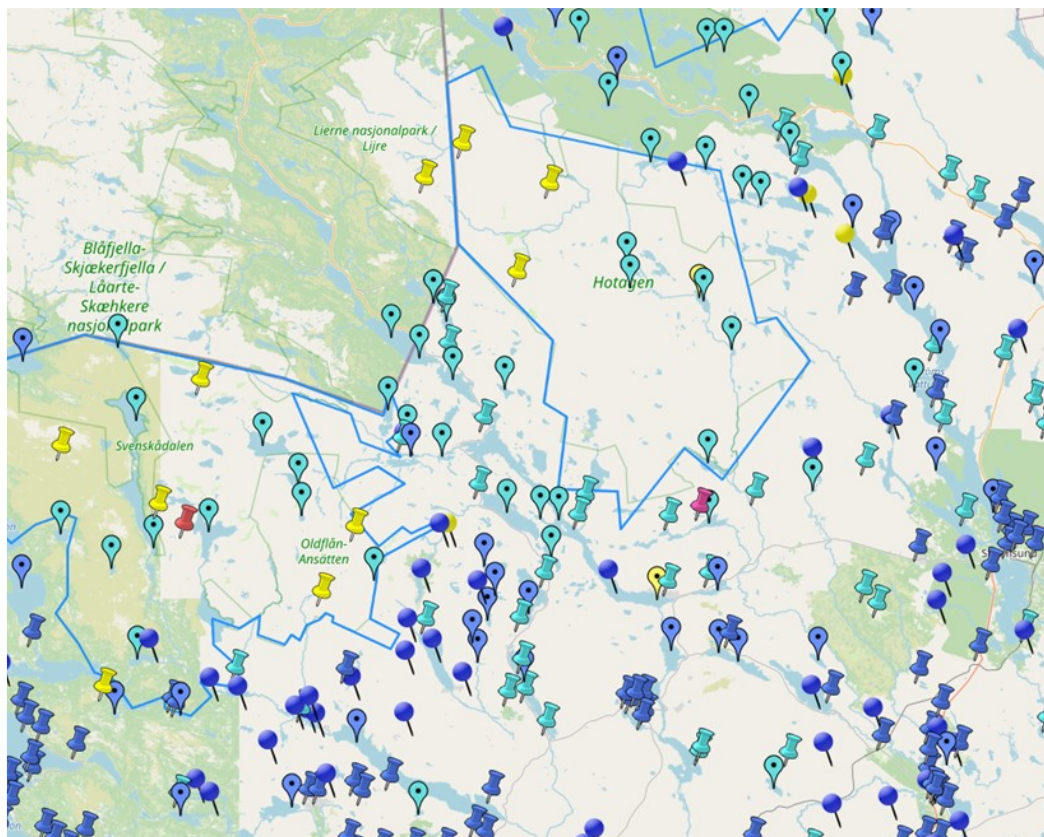 Lierne nasjonalpark /
Lijre
Blåfjella-
Skjækerfjella /
Låarte-
Skæhkere
nasjonalpark
Hotagen
Svenskådalen
Oldflån-
Ansätten